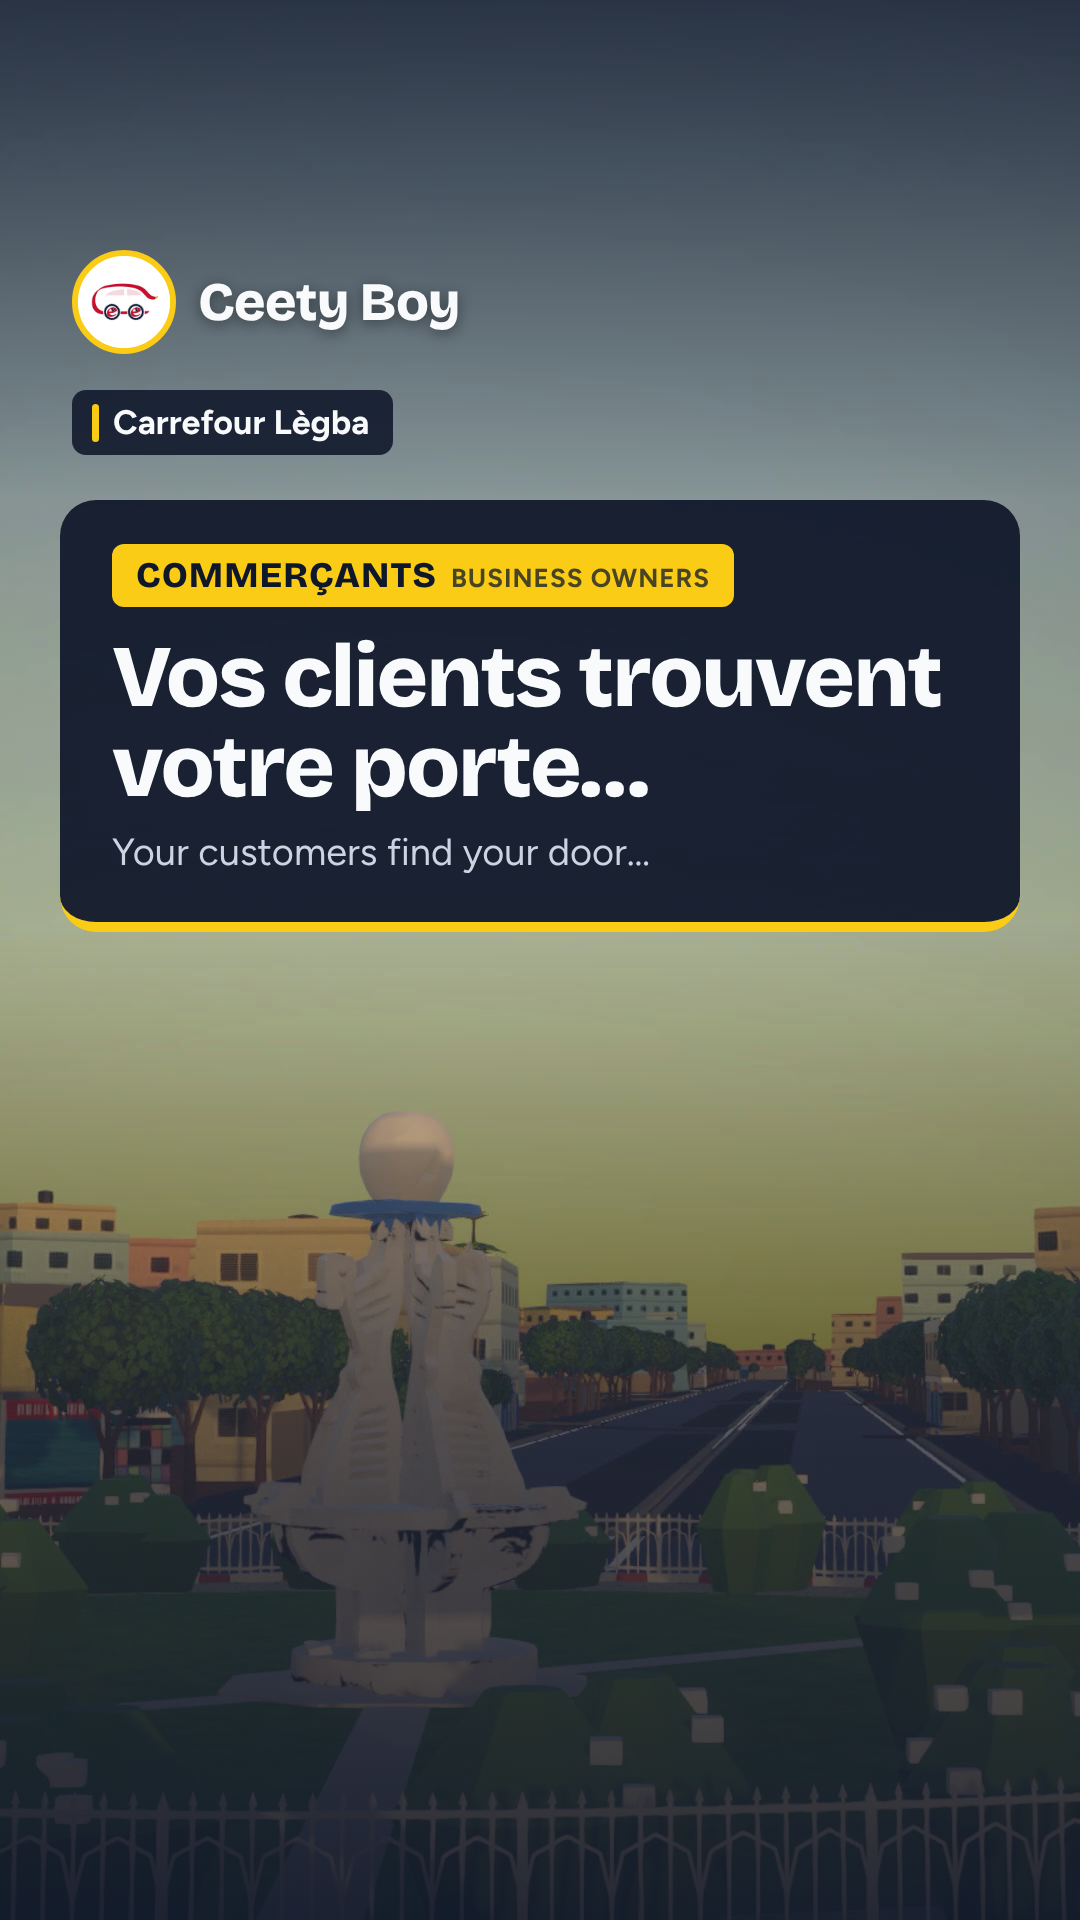 Ceety Boy
Carrefour Lègba
COMMERÇANTS BUSINESS OWNERS
Vos clients trouvent
votre porte...
Your customers find your door...